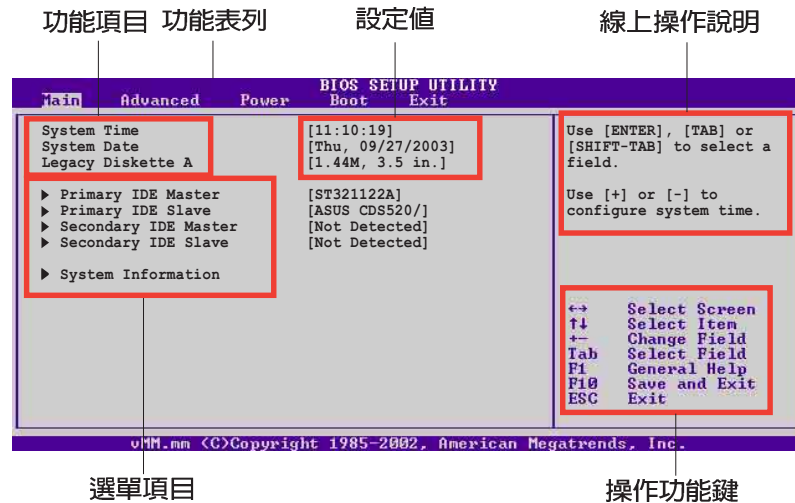 功能項目 功能表列 設定值 線上操作說明
BIOS SETUP UTILITY
Main Advanced Power Boot Exit
System Time [11:10:19]
System Date [Thu, 09/27/2003]
Legacy Diskette A [1.44M, 3.5 in.]
▶ Primary IDE Master [ST321122A]
▶ Primary IDE Slave [ASUS CDS520/]
▶ Secondary IDE Master [Not Detected]
▶ Secondary IDE Slave [Not Detected]
▶ System Information
Use [ENTER], [TAB] or
[SHIFT-TAB] to select a
field.
Use [+] or [-] to
configure system time.
←→ Select Screen
↑↓ Select Item
+- Change Field
Tab Select Field
F1 General Help
F10 Save and Exit
ESC Exit
vMM.mm (C)Copyright 1985-2002, American Megatrends, Inc.
選單項目 操作功能鍵